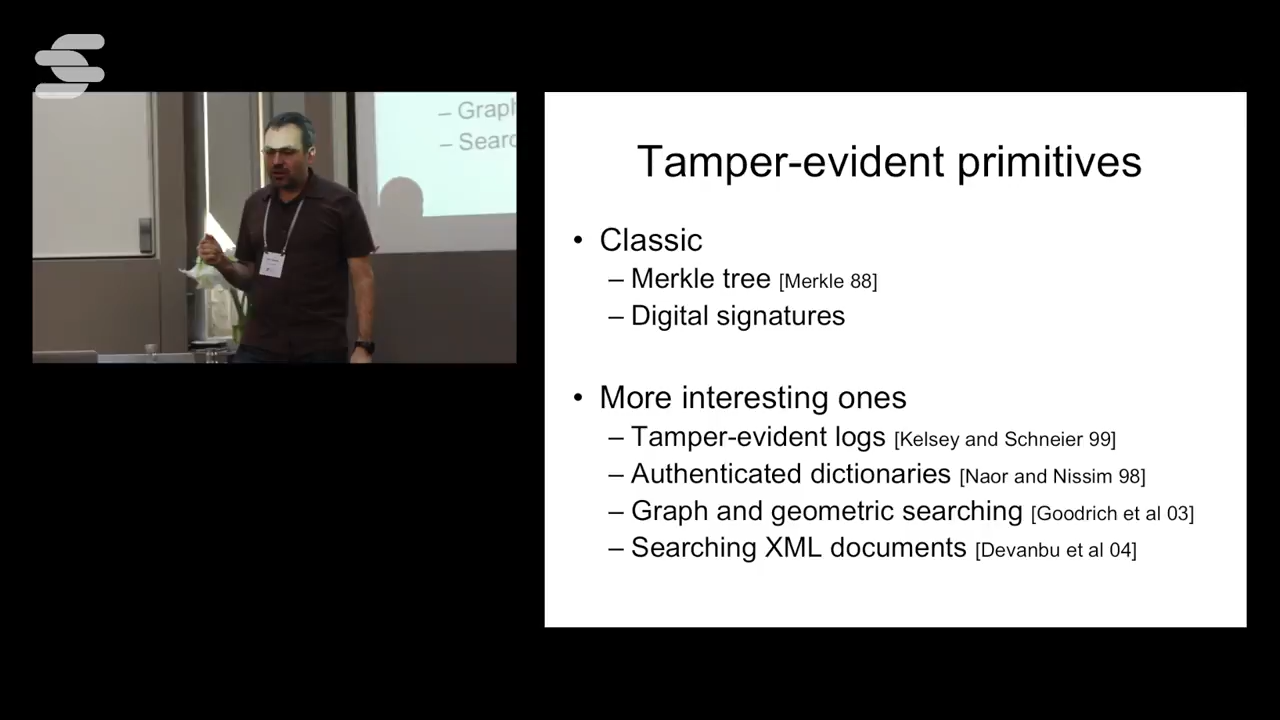 – Graph
– Searc
Tamper-evident primitives
• Classic
– Merkle tree [Merkle 88]
– Digital signatures
• More interesting ones
– Tamper-evident logs [Kelsey and Schneier 99]
– Authenticated dictionaries [Naor and Nissim 98]
– Graph and geometric searching [Goodrich et al 03]
– Searching XML documents [Devanbu et al 04]